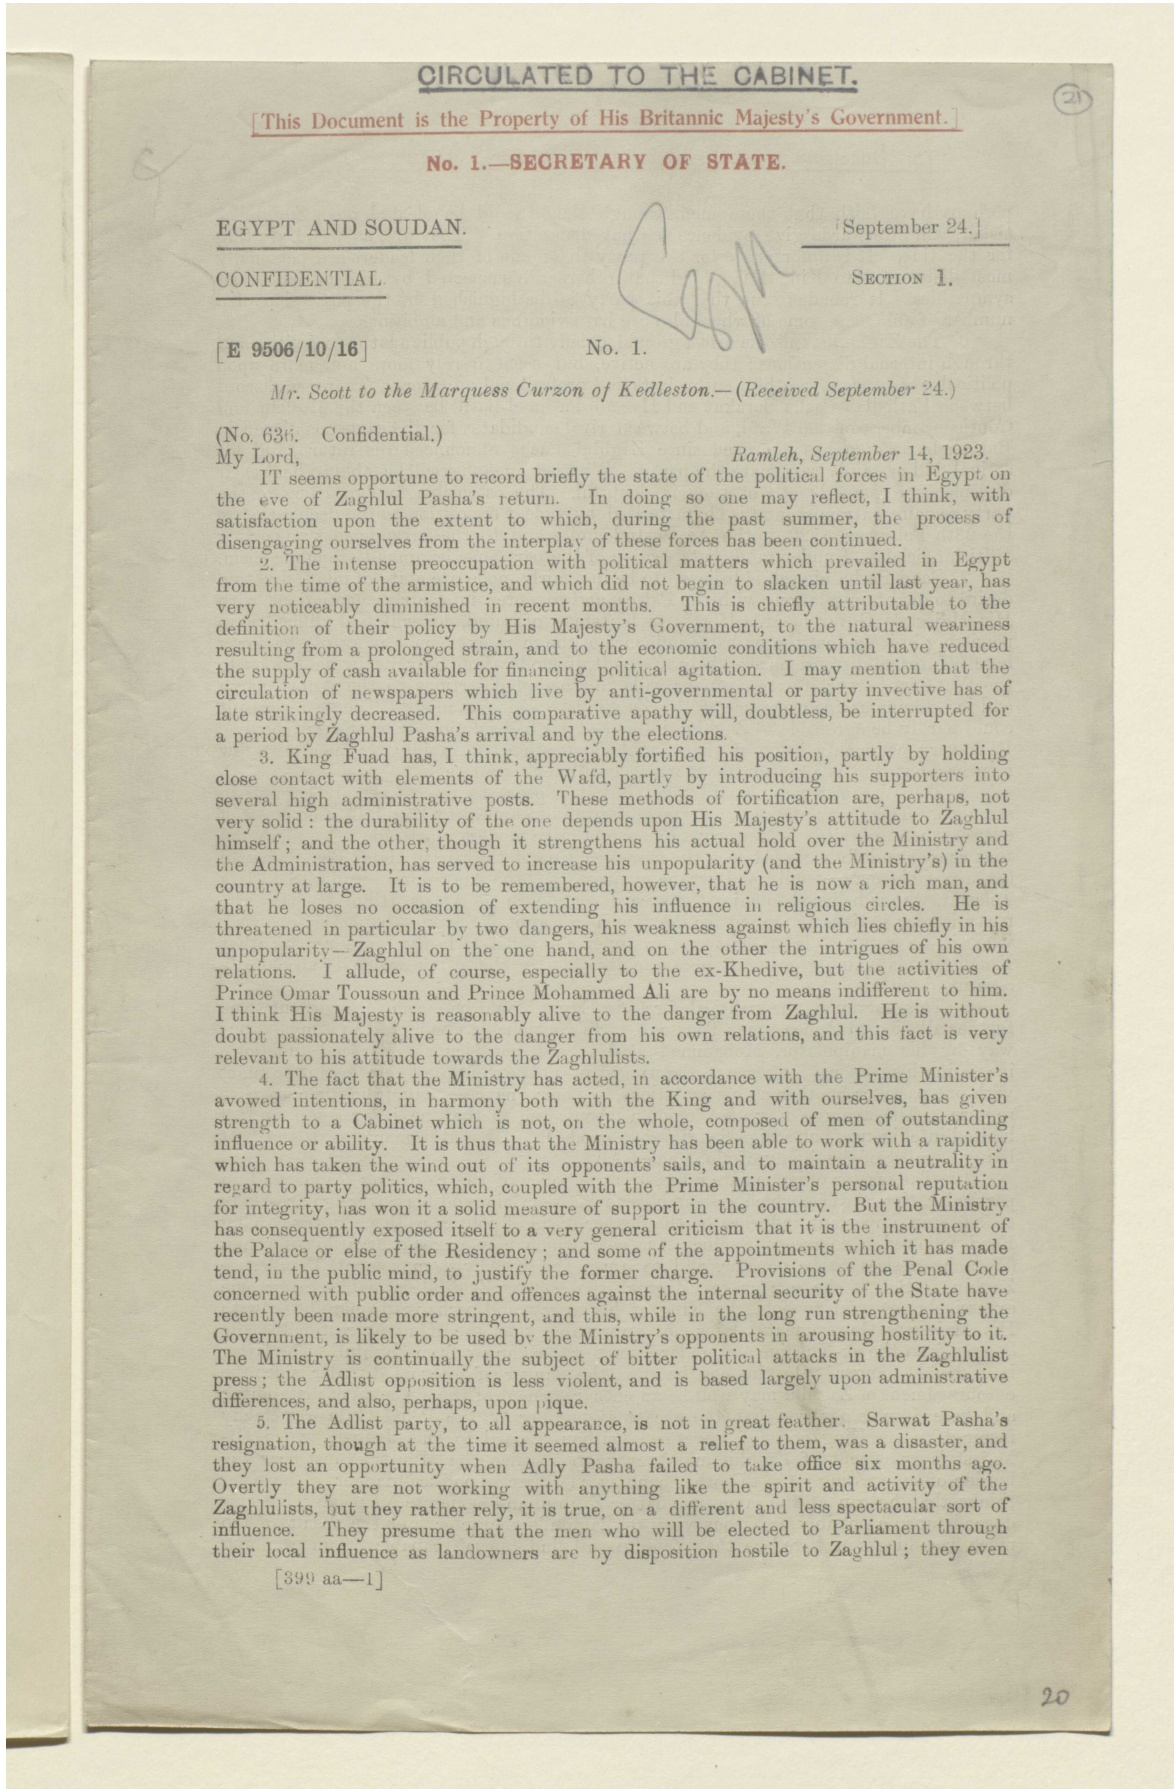 CIRCULATED TO THE CABINET.
21
[This Document is the Property of His Britannic Majesty's Government.]
No. 1.—SECRETARY OF STATE.
EGYPT AND SOUDAN.
[September 24.]
CONFIDENTIAL.
SECTION 1.
[E 9506/10/16]
No. 1.
Mr. Scott to the Marquess Curzon of Kedleston.—(Received September 24.)
(No. 636. Confidential.)
My Lord,
Ramleh, September 14, 1923.
IT seems opportune to record briefly the state of the political forces in Egypt on
the eve of Zaghlul Pasha's return. In doing so one may reflect, I think, with
satisfaction upon the extent to which, during the past summer, the process of
disengaging ourselves from the interplay of these forces has been continued.
2. The intense preoccupation with political matters which prevailed in Egypt
from the time of the armistice, and which did not begin to slacken until last year, has
very noticeably diminished in recent months. This is chiefly attributable to the
definition of their policy by His Majesty's Government, to the natural weariness
resulting from a prolonged strain, and to the economic conditions which have reduced
the supply of cash available for financing political agitation. I may mention that the
circulation of newspapers which live by anti-governmental or party invective has of
late strikingly decreased. This comparative apathy will, doubtless, be interrupted for
a period by Zaghlul Pasha's arrival and by the elections.
3. King Fuad has, I think, appreciably fortified his position, partly by holding
close contact with elements of the Wafd, partly by introducing his supporters into
several high administrative posts. These methods of fortification are, perhaps, not
very solid: the durability of the one depends upon His Majesty's attitude to Zaghlul
himself; and the other, though it strengthens his actual hold over the Ministry and
the Administration, has served to increase his unpopularity (and the Ministry's) in the
country at large. It is to be remembered, however, that he is now a rich man, and
that he loses no occasion of extending his influence in religious circles. He is
threatened in particular by two dangers, his weakness against which lies chiefly in his
unpopularity—Zaghlul on the one hand, and on the other the intrigues of his own
relations. I allude, of course, especially to the ex-Khedive, but the activities of
Prince Omar Toussoun and Prince Mohammed Ali are by no means indifferent to him.
I think His Majesty is reasonably alive to the danger from Zaghlul. He is without
doubt passionately alive to the danger from his own relations, and this fact is very
relevant to his attitude towards the Zaghlulists.
4. The fact that the Ministry has acted, in accordance with the Prime Minister's
avowed intentions, in harmony both with the King and with ourselves, has given
strength to a Cabinet which is not, on the whole, composed of men of outstanding
influence or ability. It is thus that the Ministry has been able to work with a rapidity
which has taken the wind out of its opponents' sails, and to maintain a neutrality in
regard to party politics, which, coupled with the Prime Minister's personal reputation
for integrity, has won it a solid measure of support in the country. But the Ministry
has consequently exposed itself to a very general criticism that it is the instrument of
the Palace or else of the Residency; and some of the appointments which it has made
tend, in the public mind, to justify the former charge. Provisions of the Penal Code
concerned with public order and offences against the internal security of the State have
recently been made more stringent, and this, while in the long run strengthening the
Government, is likely to be used by the Ministry's opponents in arousing hostility to it.
The Ministry is continually the subject of bitter political attacks in the Zaghlulist
press; the Adlist opposition is less violent, and is based largely upon administrative
differences, and also, perhaps, upon pique.
5. The Adlist party, to all appearance, is not in great feather. Sarwat Pasha's
resignation, though at the time it seemed almost a relief to them, was a disaster, and
they lost an opportunity when Adly Pasha failed to take office six months ago.
Overtly they are not working with anything like the spirit and activity of the
Zaghlulists, but they rather rely, it is true, on a different and less spectacular sort of
influence. They presume that the men who will be elected to Parliament through
their local influence as landowners are by disposition hostile to Zaghlul; they even
[399 aa—1]
20